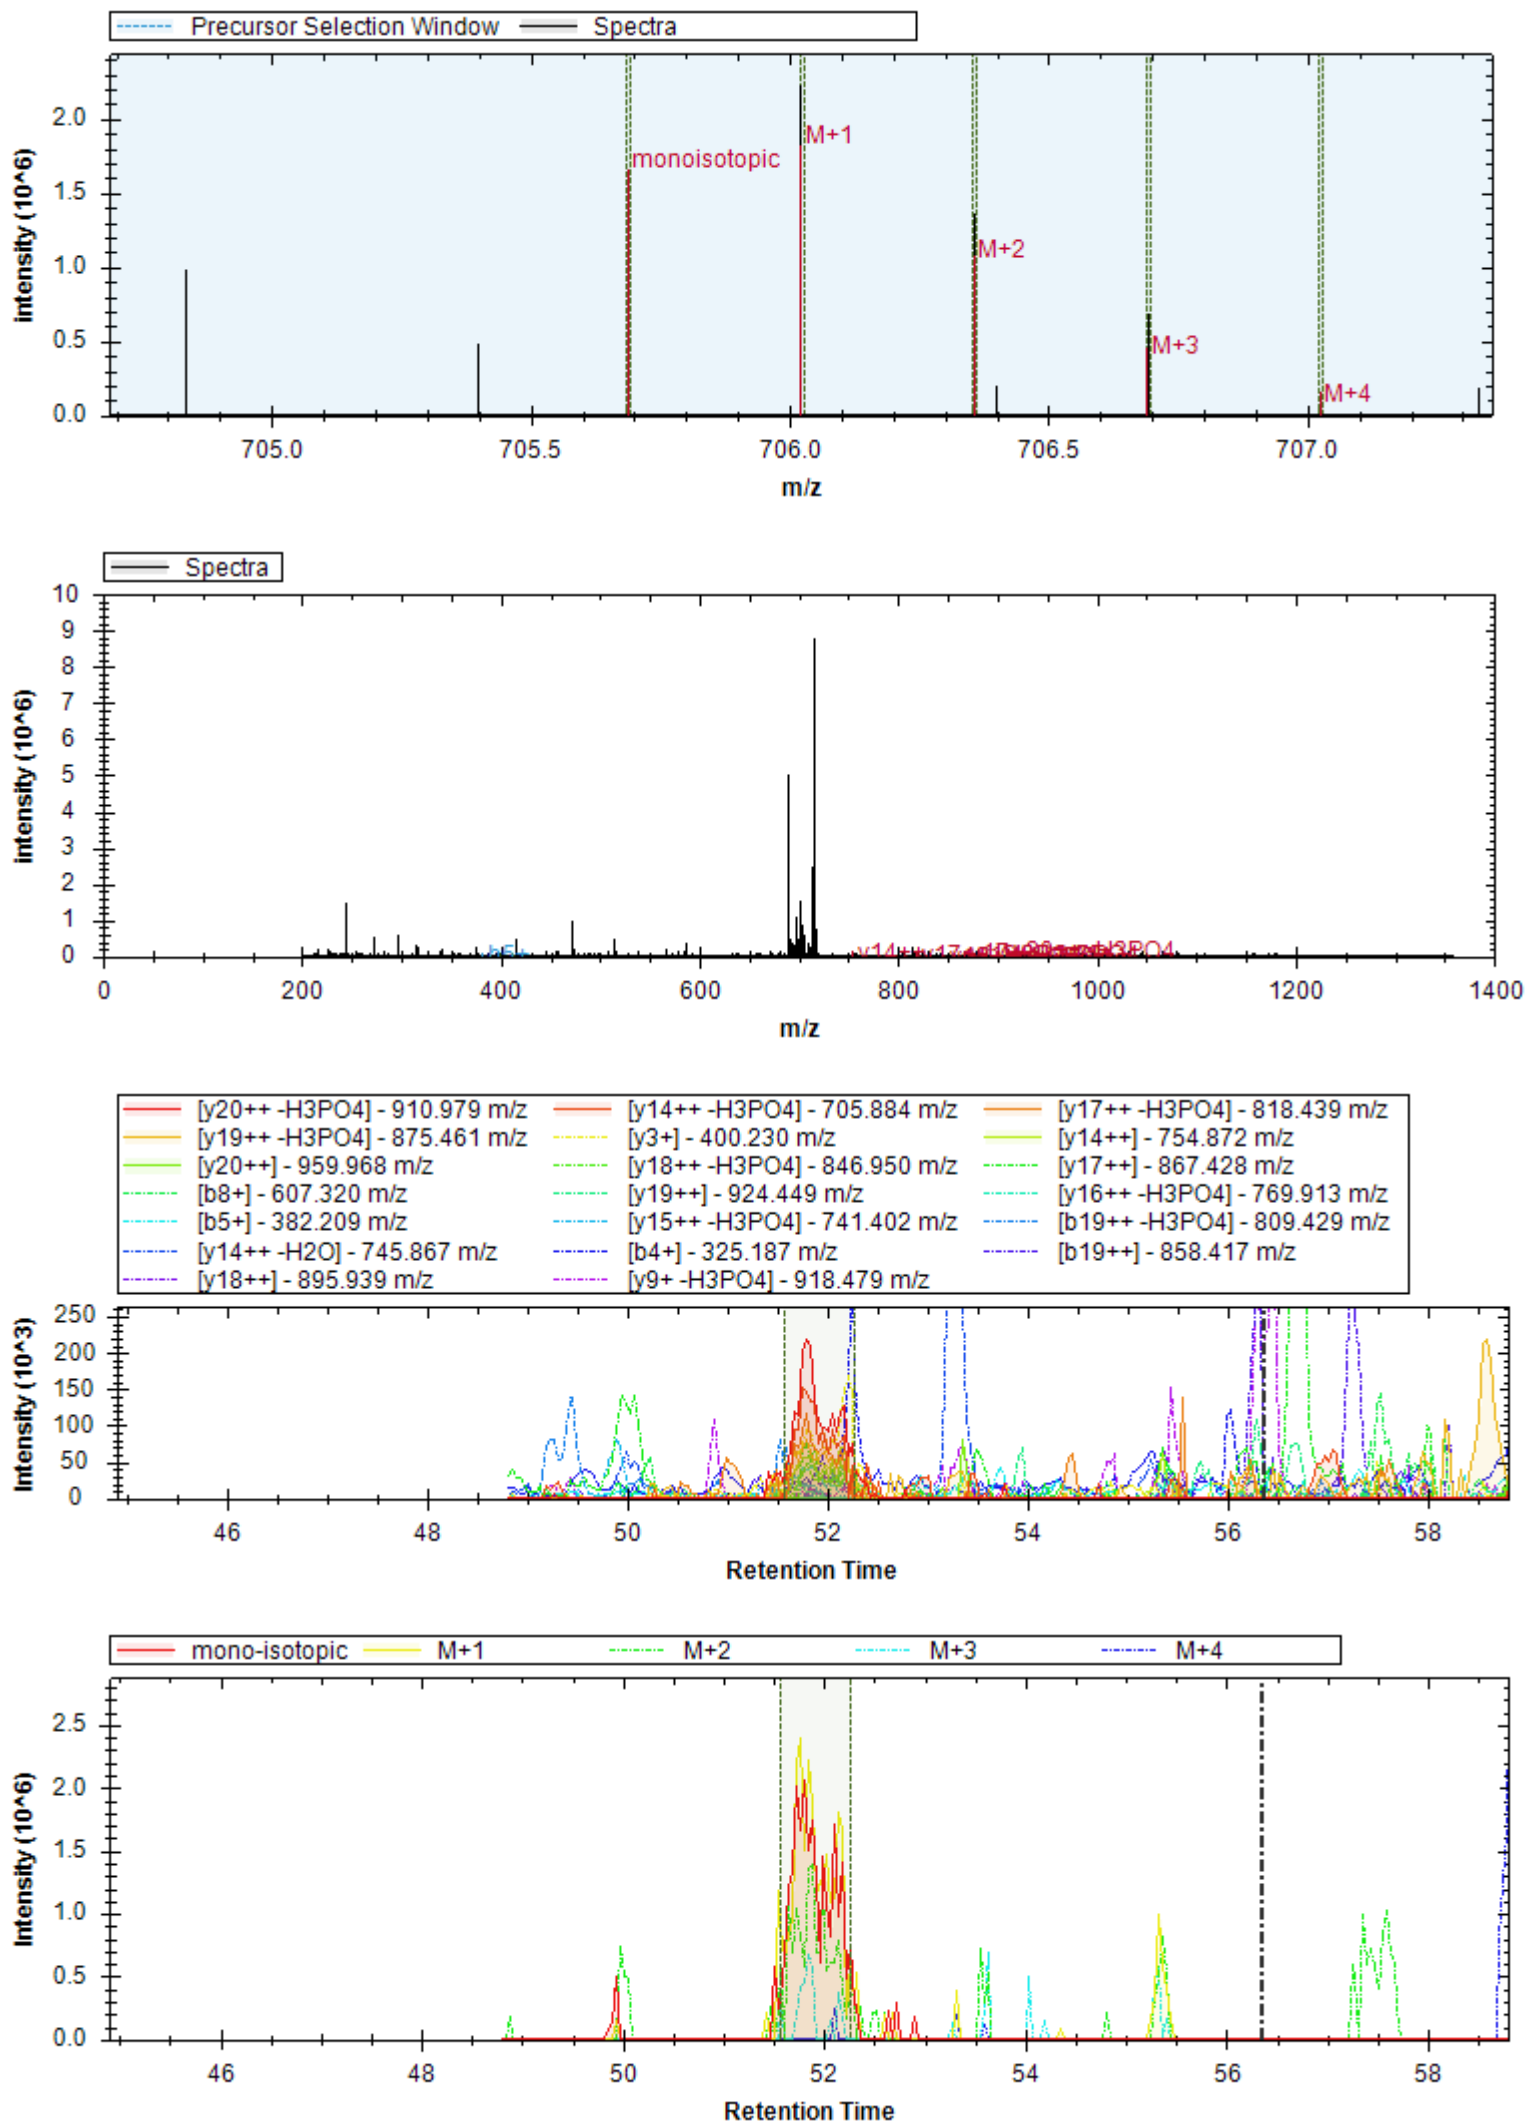 Precursor Selection Window Spectra
intensity (10^6)
2.0
1.5
1.0
0.5
0.0
monoisotopic
M+1
M+2
M+3
M+4
705.0 705.5 706.0 706.5 707.0
m/z
Spectra
intensity (10^6)
10
9
8
7
6
5
4
3
2
1
0
b5+
y14++
H3PO4
0 200 400 600 800 1000 1200 1400
m/z
[y20++ -H3PO4] - 910.979 m/z [y14++ -H3PO4] - 705.884 m/z [y17++ -H3PO4] - 818.439 m/z
[y19++ -H3PO4] - 875.461 m/z [y3+] - 400.230 m/z [y14++] - 754.872 m/z
[y20++] - 959.968 m/z [y18++ -H3PO4] - 846.950 m/z [y17++] - 867.428 m/z
[b8+] - 607.320 m/z [y19++] - 924.449 m/z [y16++ -H3PO4] - 769.913 m/z
[b5+] - 382.209 m/z [y15++ -H3PO4] - 741.402 m/z [b19++ -H3PO4] - 809.429 m/z
[y14++ -H2O] - 745.867 m/z [b4+] - 325.187 m/z [b19++] - 858.417 m/z
[y18++] - 895.939 m/z [y9+ -H3PO4] - 918.479 m/z
Intensity (10^3)
250
200
150
100
50
0
46 48 50 52 54 56 58
Retention Time
mono-isotopic M+1 M+2 M+3 M+4
Intensity (10^6)
2.5
2.0
1.5
1.0
0.5
0.0
46 48 50 52 54 56 58
Retention Time